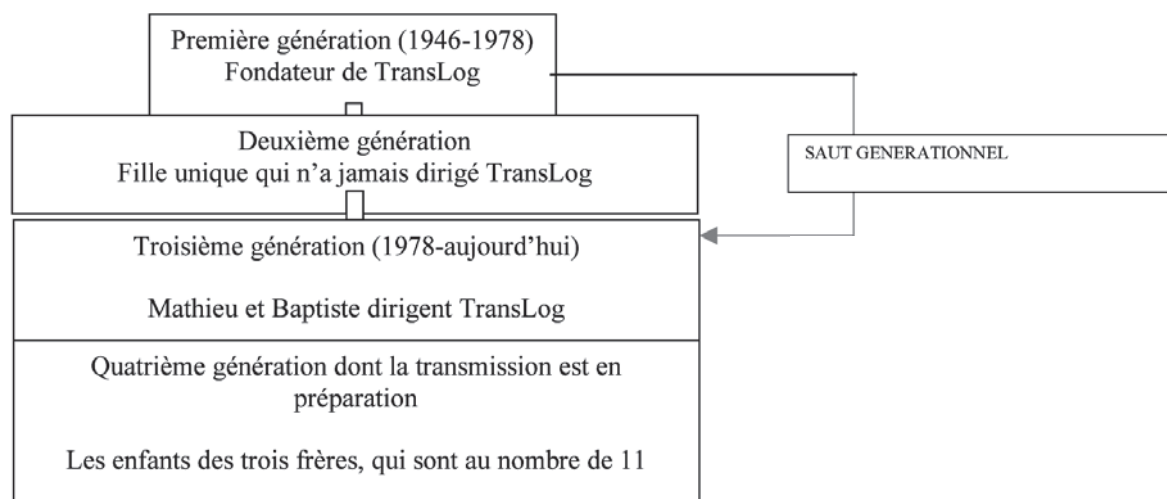 Première génération (1946-1978)
Fondateur de TransLog
Deuxième génération
Fille unique qui n’a jamais dirigé TransLog
SAUT GENERATIONNEL
Troisième génération (1978-aujourd’hui)
Mathieu et Baptiste dirigent TransLog
Quatrième génération dont la transmission est en
préparation
Les enfants des trois frères, qui sont au nombre de 11